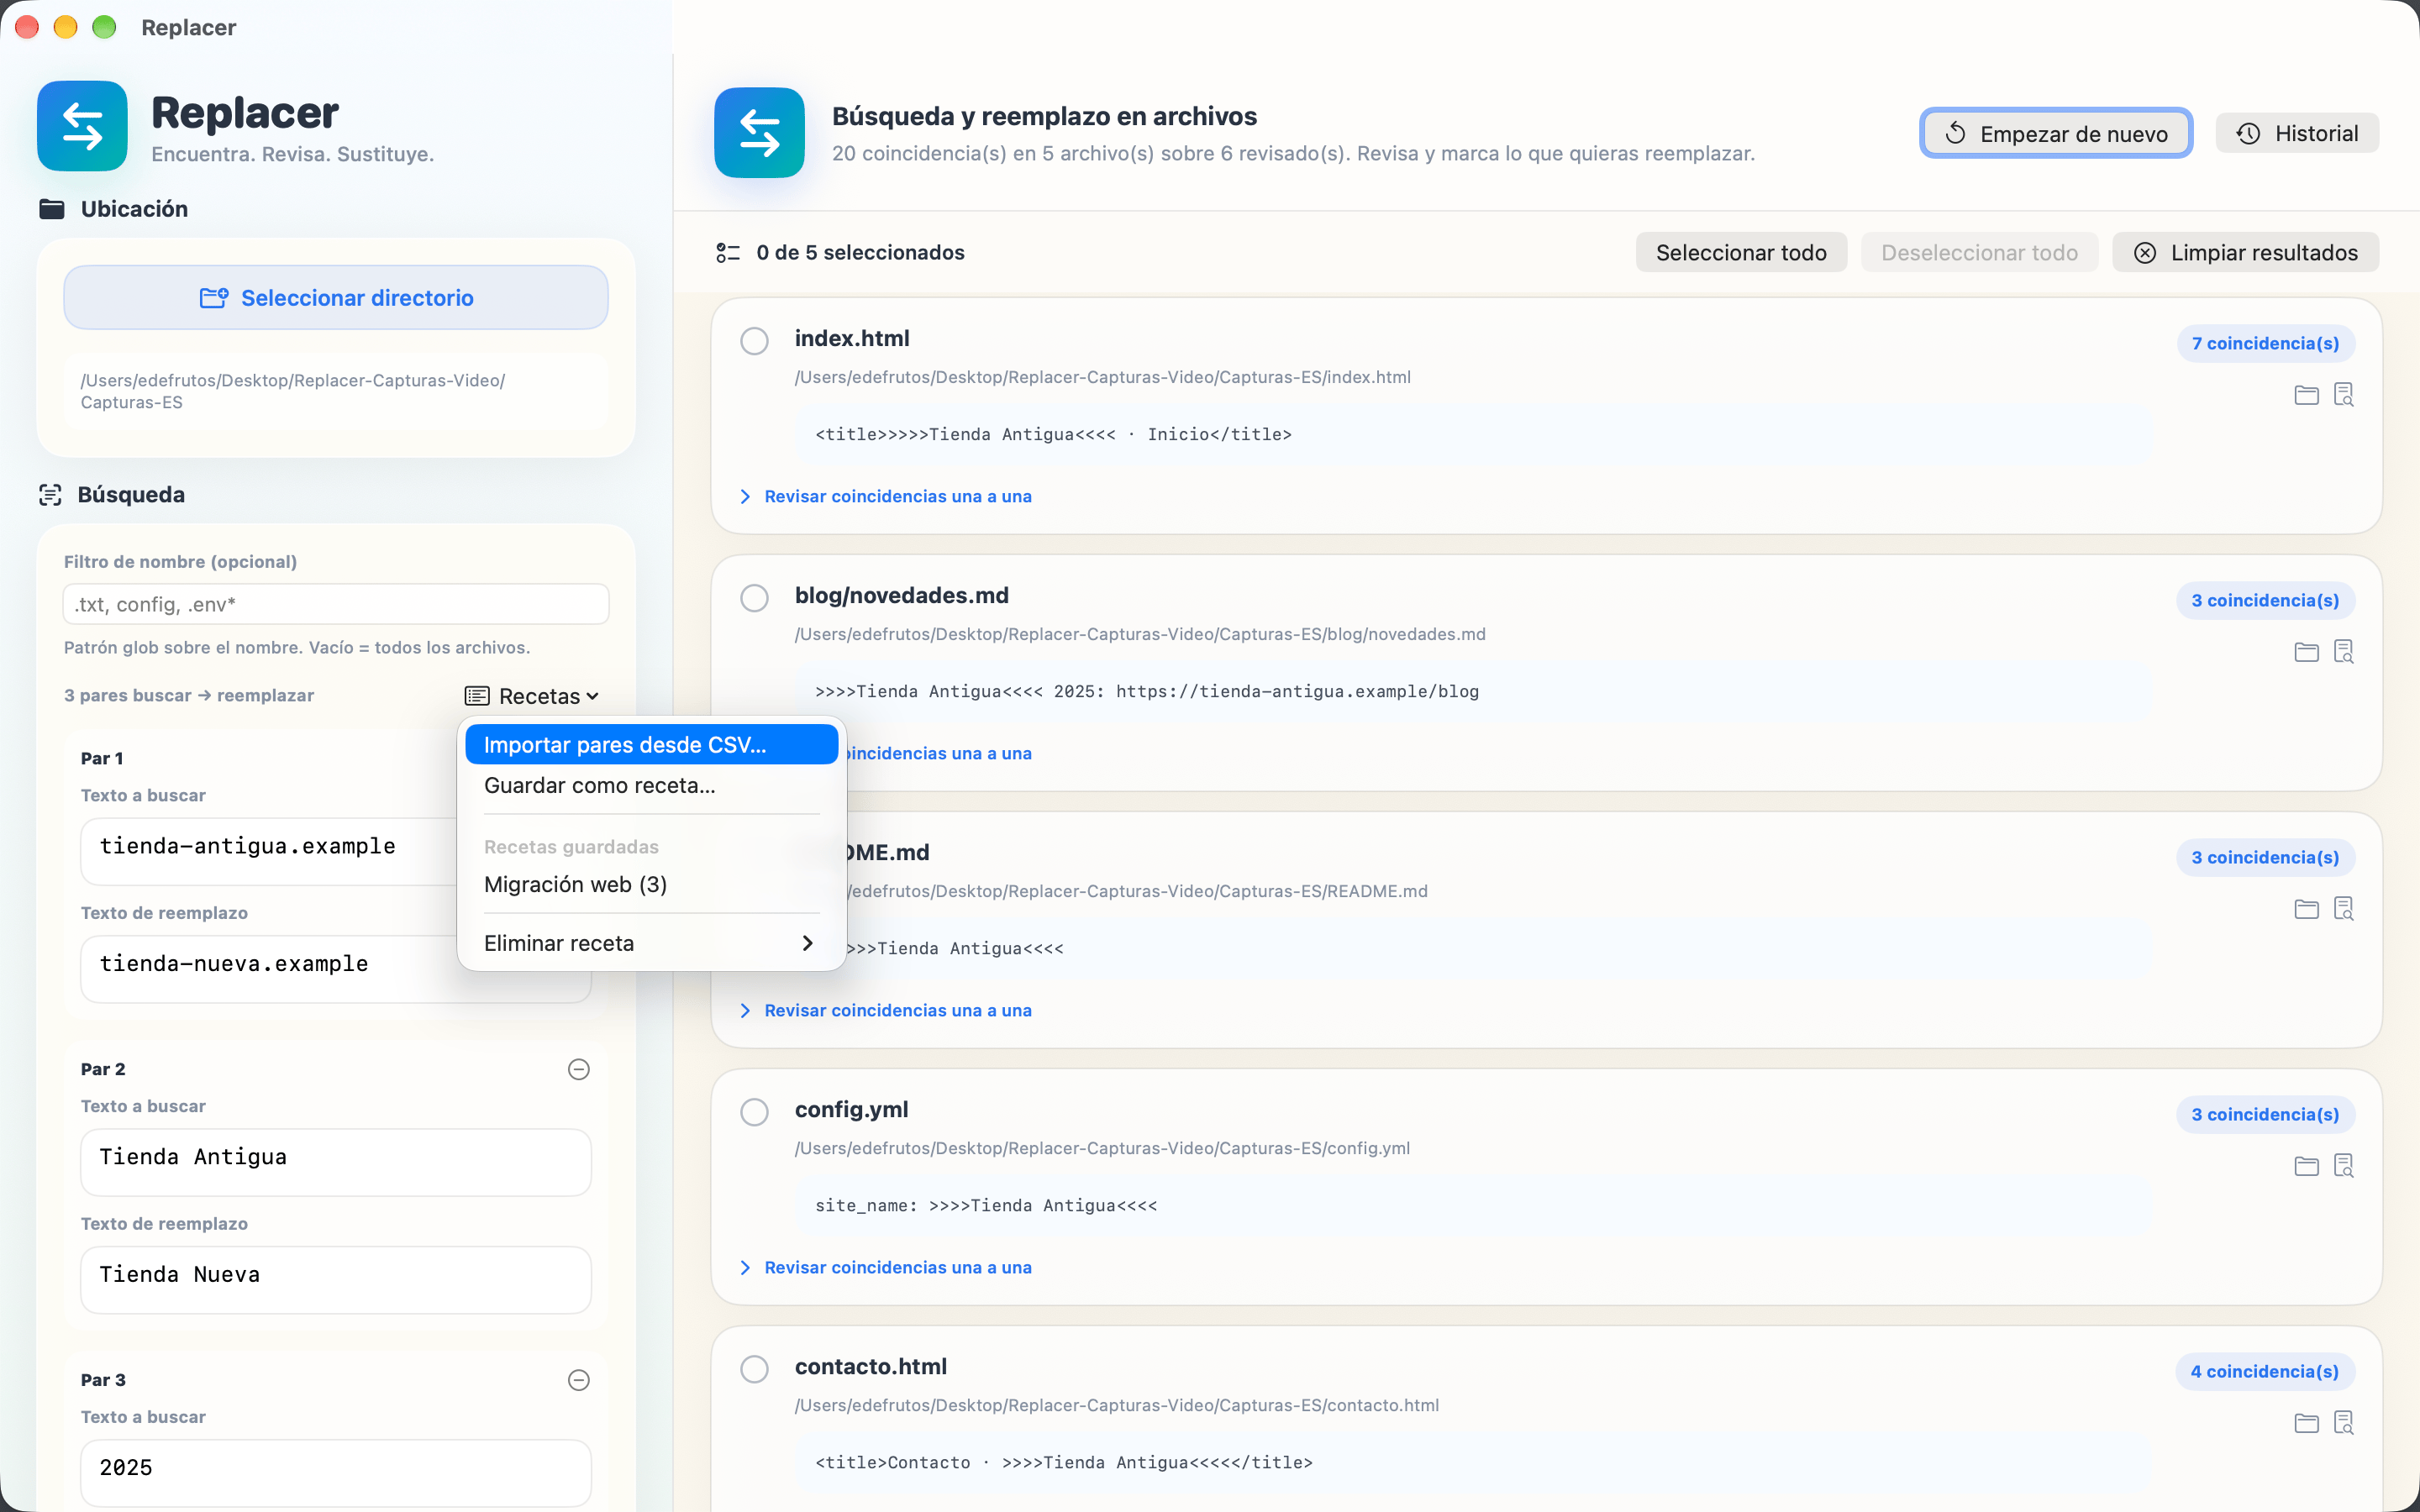 Replacer
Replacer
Encuentra. Revisa. Sustituye.
Ubicación
Seleccionar directorio
/Users/edefrutos/Desktop/Replacer-Capturas-Video/
Capturas-ES
Búsqueda
Filtro de nombre (opcional)
.txt, config, .env*
Patrón glob sobre el nombre. Vacío = todos los archivos.
3 pares buscar → reemplazar
Recetas
Importar pares desde CSV...
Guardar como receta...
Recetas guardadas
Migración web (3)
Eliminar receta
Par 1
Texto a buscar
tienda-antigua.example
Texto de reemplazo
tienda-nueva.example
Par 2
Texto a buscar
Tienda Antigua
Texto de reemplazo
Tienda Nueva
Par 3
Texto a buscar
2025
Búsqueda y reemplazo en archivos
20 coincidencia(s) en 5 archivo(s) sobre 6 revisado(s). Revisa y marca lo que quieras reemplazar.
Empezar de nuevo
Historial
0 de 5 seleccionados
Seleccionar todo
Deseleccionar todo
Limpiar resultados
index.html
7 coincidencia(s)
/Users/edefrutos/Desktop/Replacer-Capturas-Video/Capturas-ES/index.html
<title>>>>>Tienda Antigua<<<< · Inicio</title>
Revisar coincidencias una a una
blog/novedades.md
3 coincidencia(s)
/Users/edefrutos/Desktop/Replacer-Capturas-Video/Capturas-ES/blog/novedades.md
>>>>Tienda Antigua<<<< 2025: https://tienda-antigua.example/blog
oincidencias una a una
DME.md
3 coincidencia(s)
/edefrutos/Desktop/Replacer-Capturas-Video/Capturas-ES/README.md
>>>Tienda Antigua<<<<
Revisar coincidencias una a una
config.yml
3 coincidencia(s)
/Users/edefrutos/Desktop/Replacer-Capturas-Video/Capturas-ES/config.yml
site_name: >>>>Tienda Antigua<<<<
Revisar coincidencias una a una
contacto.html
4 coincidencia(s)
/Users/edefrutos/Desktop/Replacer-Capturas-Video/Capturas-ES/contacto.html
<title>Contacto · >>>>Tienda Antigua<<<<</title>